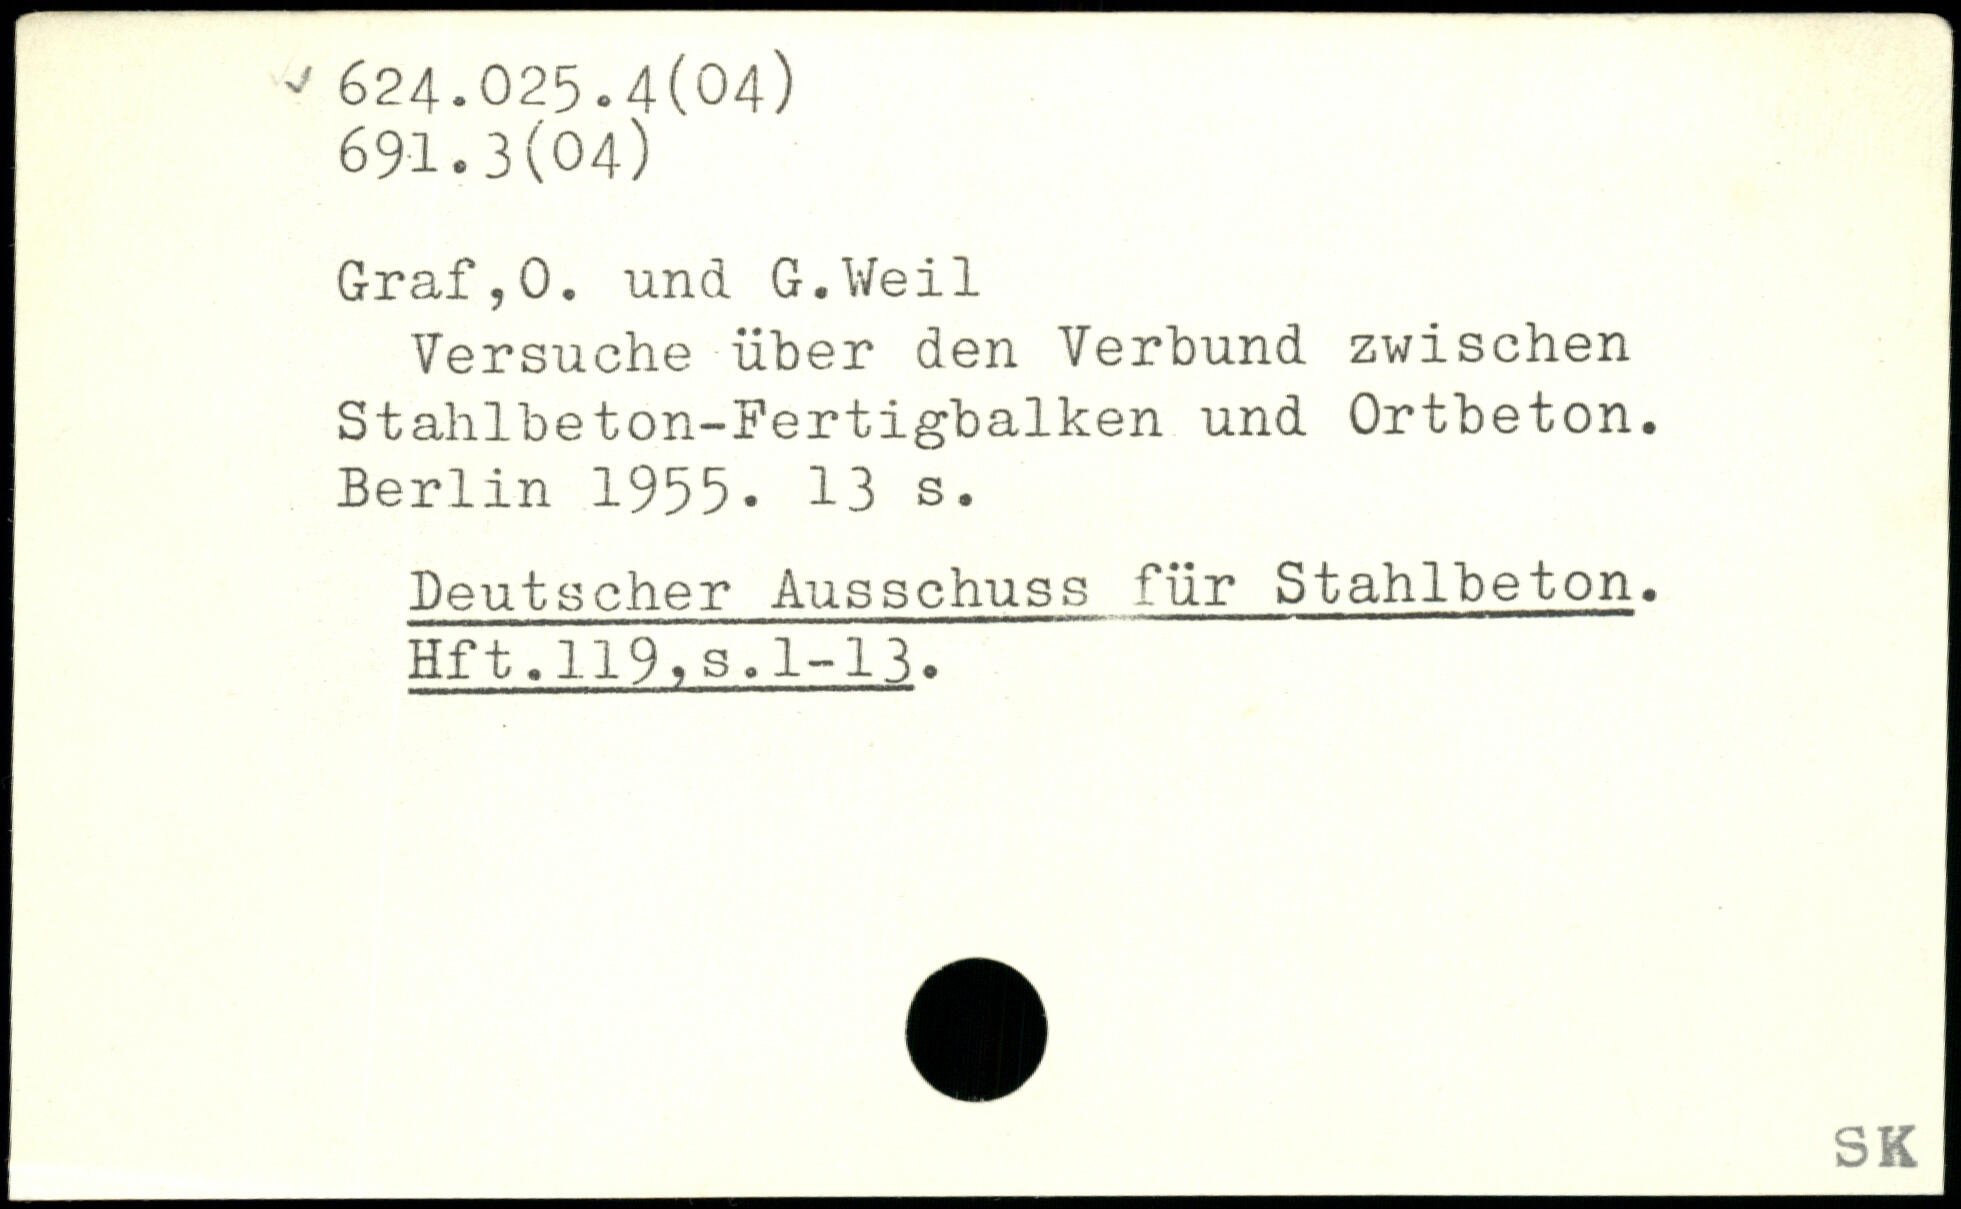 624.025.4(04)
691.3(04)
Graf,O. und G.Weil
Versuche über den Verbund zwischen
Stahlbeton-Fertigbalken und Ortbeton.
Berlin 1955. 13 s.
Deutscher Ausschuss für Stahlbeton.
Hft.119,s.1-13.
SK